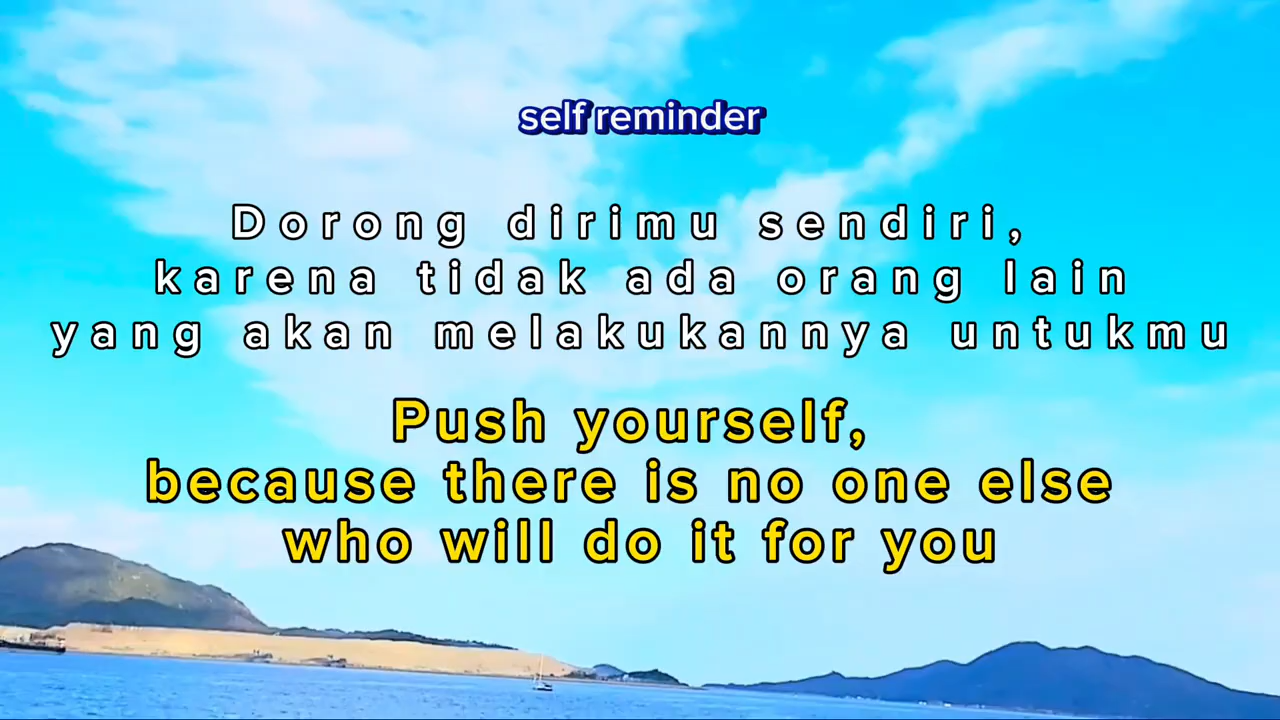 self reminder
Dorong dirimu sendiri,
karena tidak ada orang lain
yang akan melakukannya untukmu
Push yourself,
because there is no one else
who will do it for you